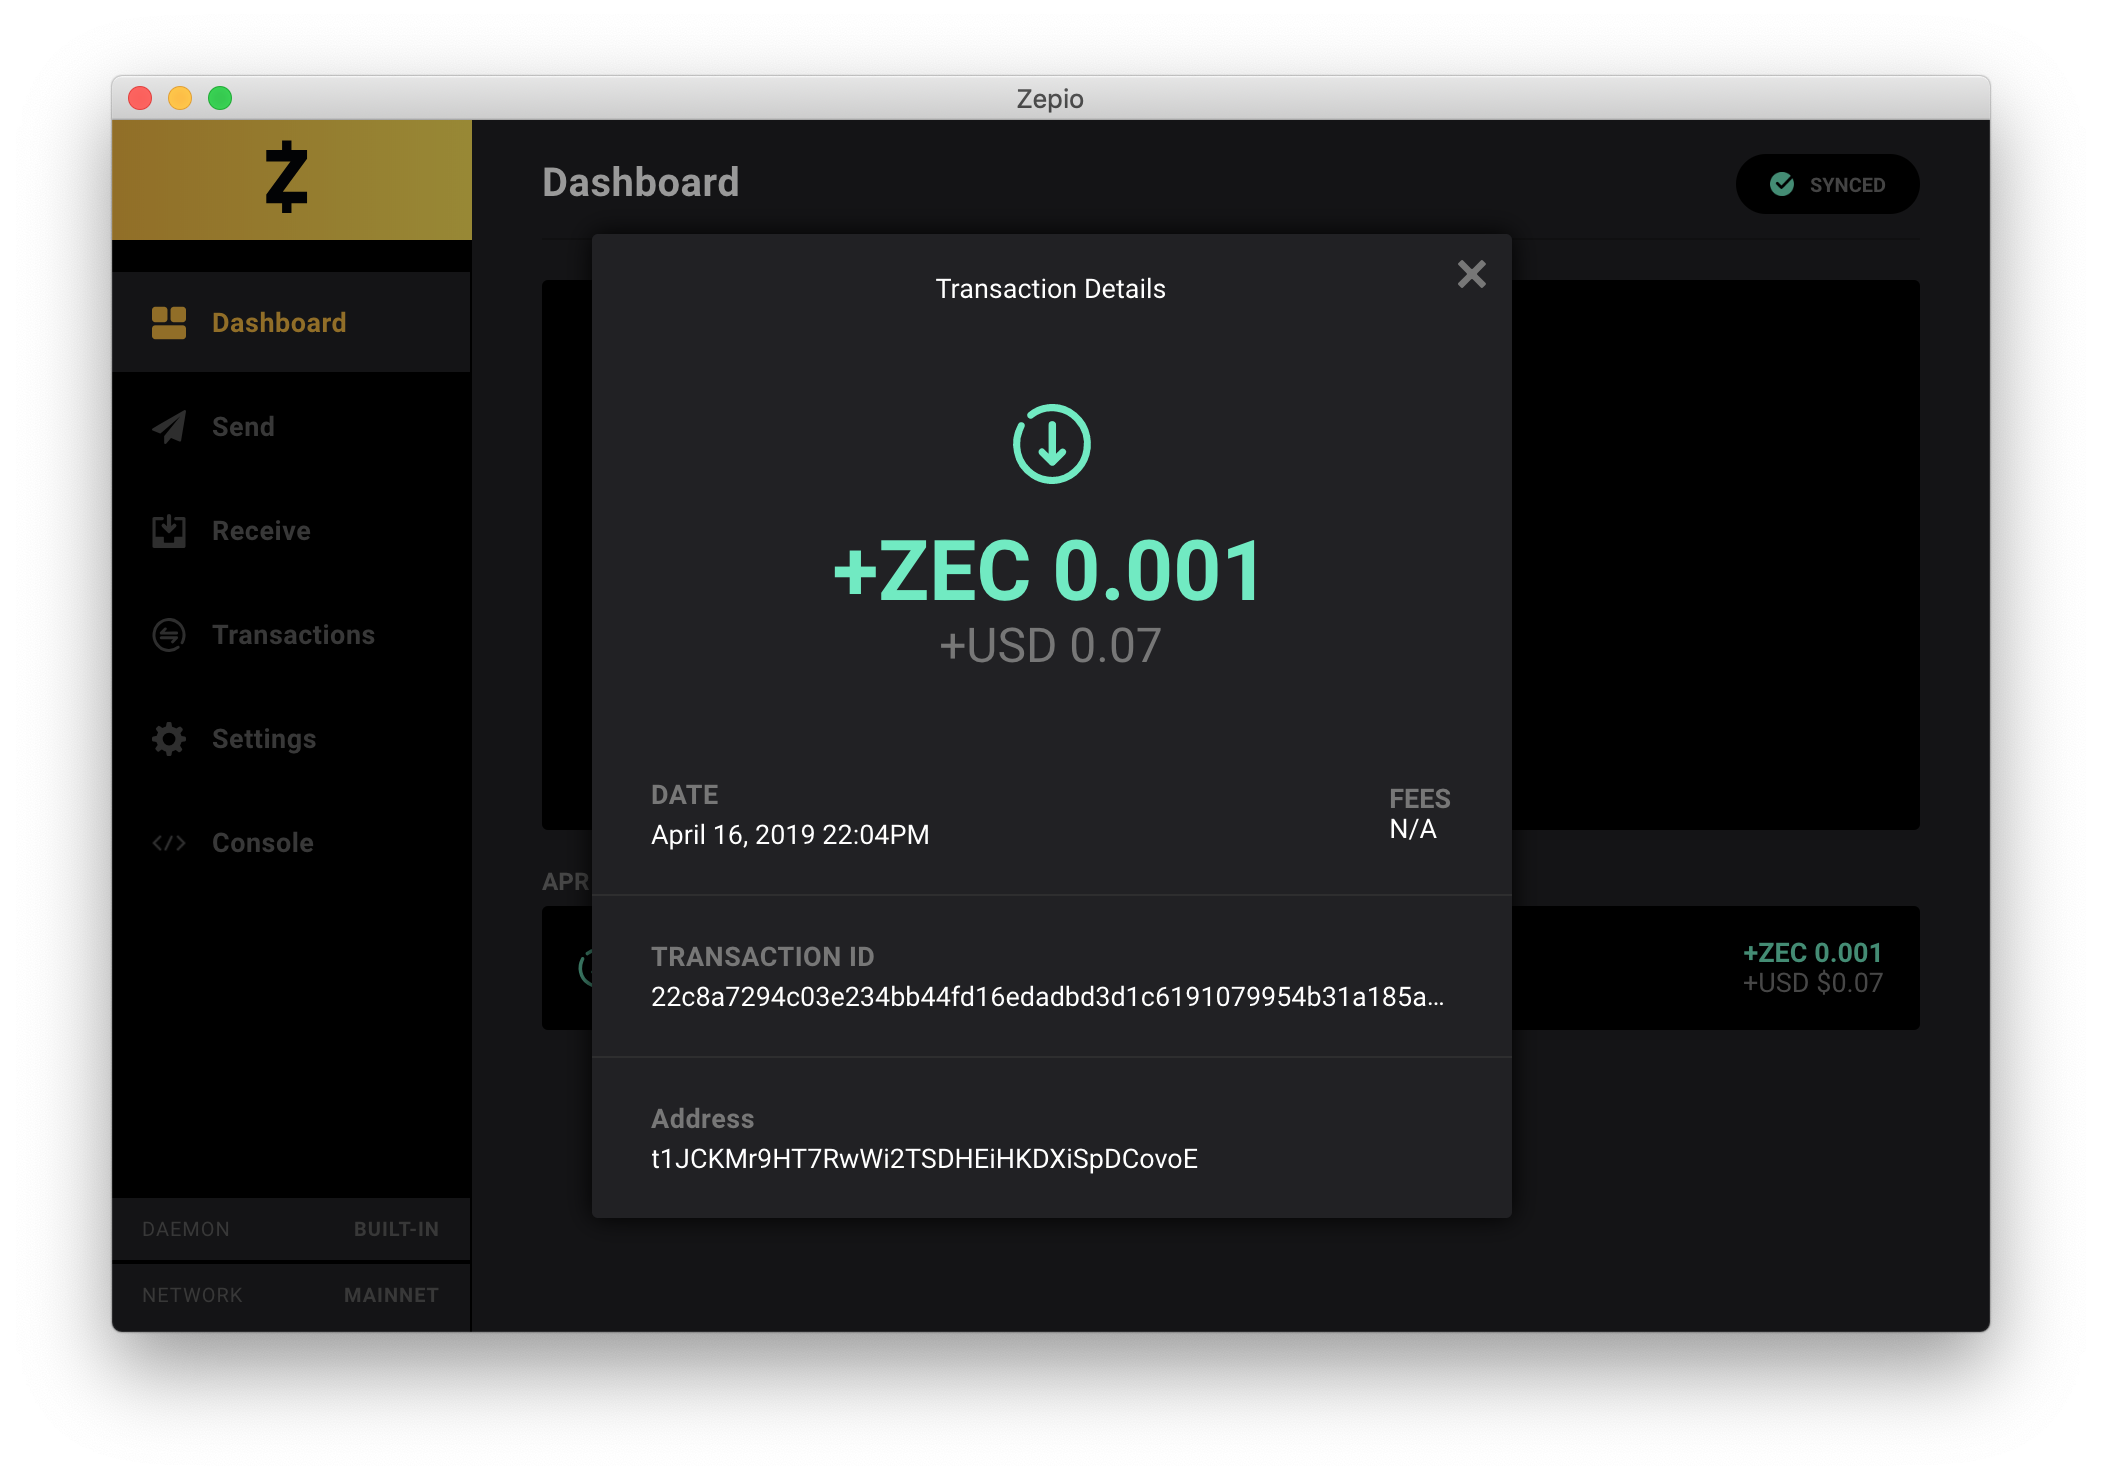 Zepio
Dashboard
SYNCED
Dashboard
Send
Receive
Transactions
Settings
Console
DAEMON BUILT-IN
NETWORK MAINNET
Transaction Details
+ZEC 0.001
+USD 0.07
DATE
April 16, 2019 22:04PM
FEES
N/A
TRANSACTION ID
22c8a7294c03e234bb44fd16edadbd3d1c6191079954b31a185a...
Address
t1JCKMr9HT7RwWi2TSDHEiHKDXiSpDCovoE
APR
+ZEC 0.001
+USD $0.07